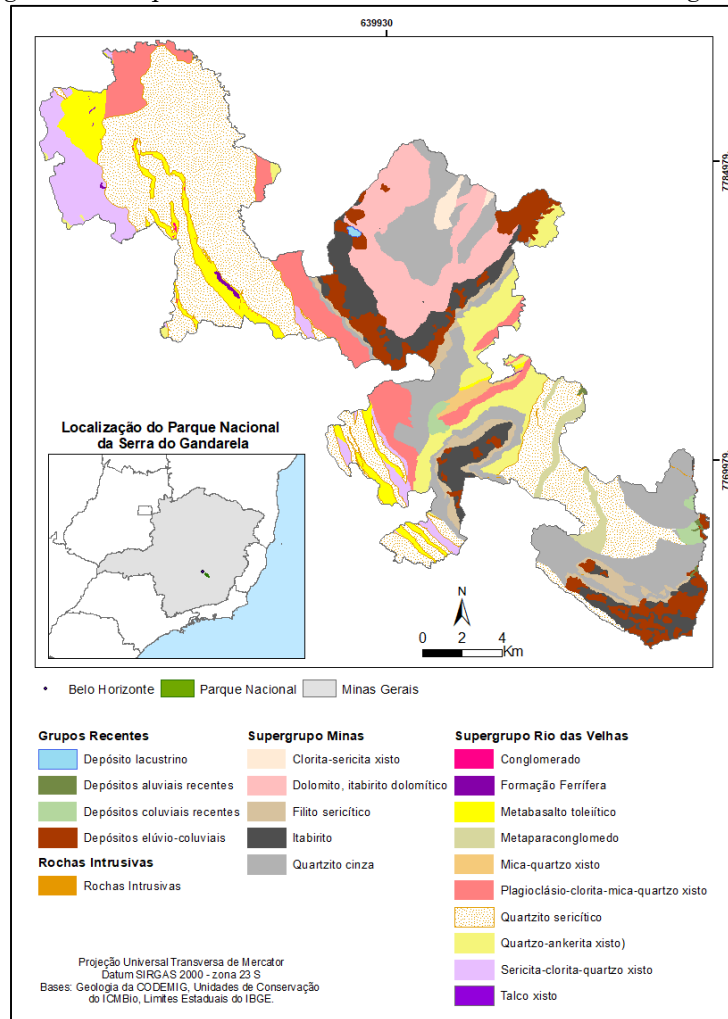 639930
7784979
7769979
Localização do Parque Nacional
da Serra do Gandarela
N
0 2 4
Km
Belo Horizonte Parque Nacional Minas Gerais
Grupos Recentes
Depósito lacustrino
Depósitos aluviais recentes
Depósitos coluviais recentes
Depósitos elúvio-coluviais
Rochas Intrusivas
Rochas Intrusivas
Supergrupo Minas
Clorita-sericita xisto
Dolomito, itabirito dolomítico
Filito sericítico
Itabirito
Quartzito cinza
Supergrupo Rio das Velhas
Conglomerado
Formação Ferrífera
Metabasalto toleiítico
Metaparaconglomedo
Mica-quartzo xisto
Plagioclásio-clorita-mica-quartzo xisto
Quartzito sericítico
Quartzo-ankerita xisto)
Sericita-clorita-quartzo xisto
Talco xisto
Projeção Universal Transversa de Mercator
Datum SIRGAS 2000 - zona 23 S
Bases: Geologia da CODEMIG, Unidades de Conservação
do ICMBio, Limites Estaduais do IBGE.